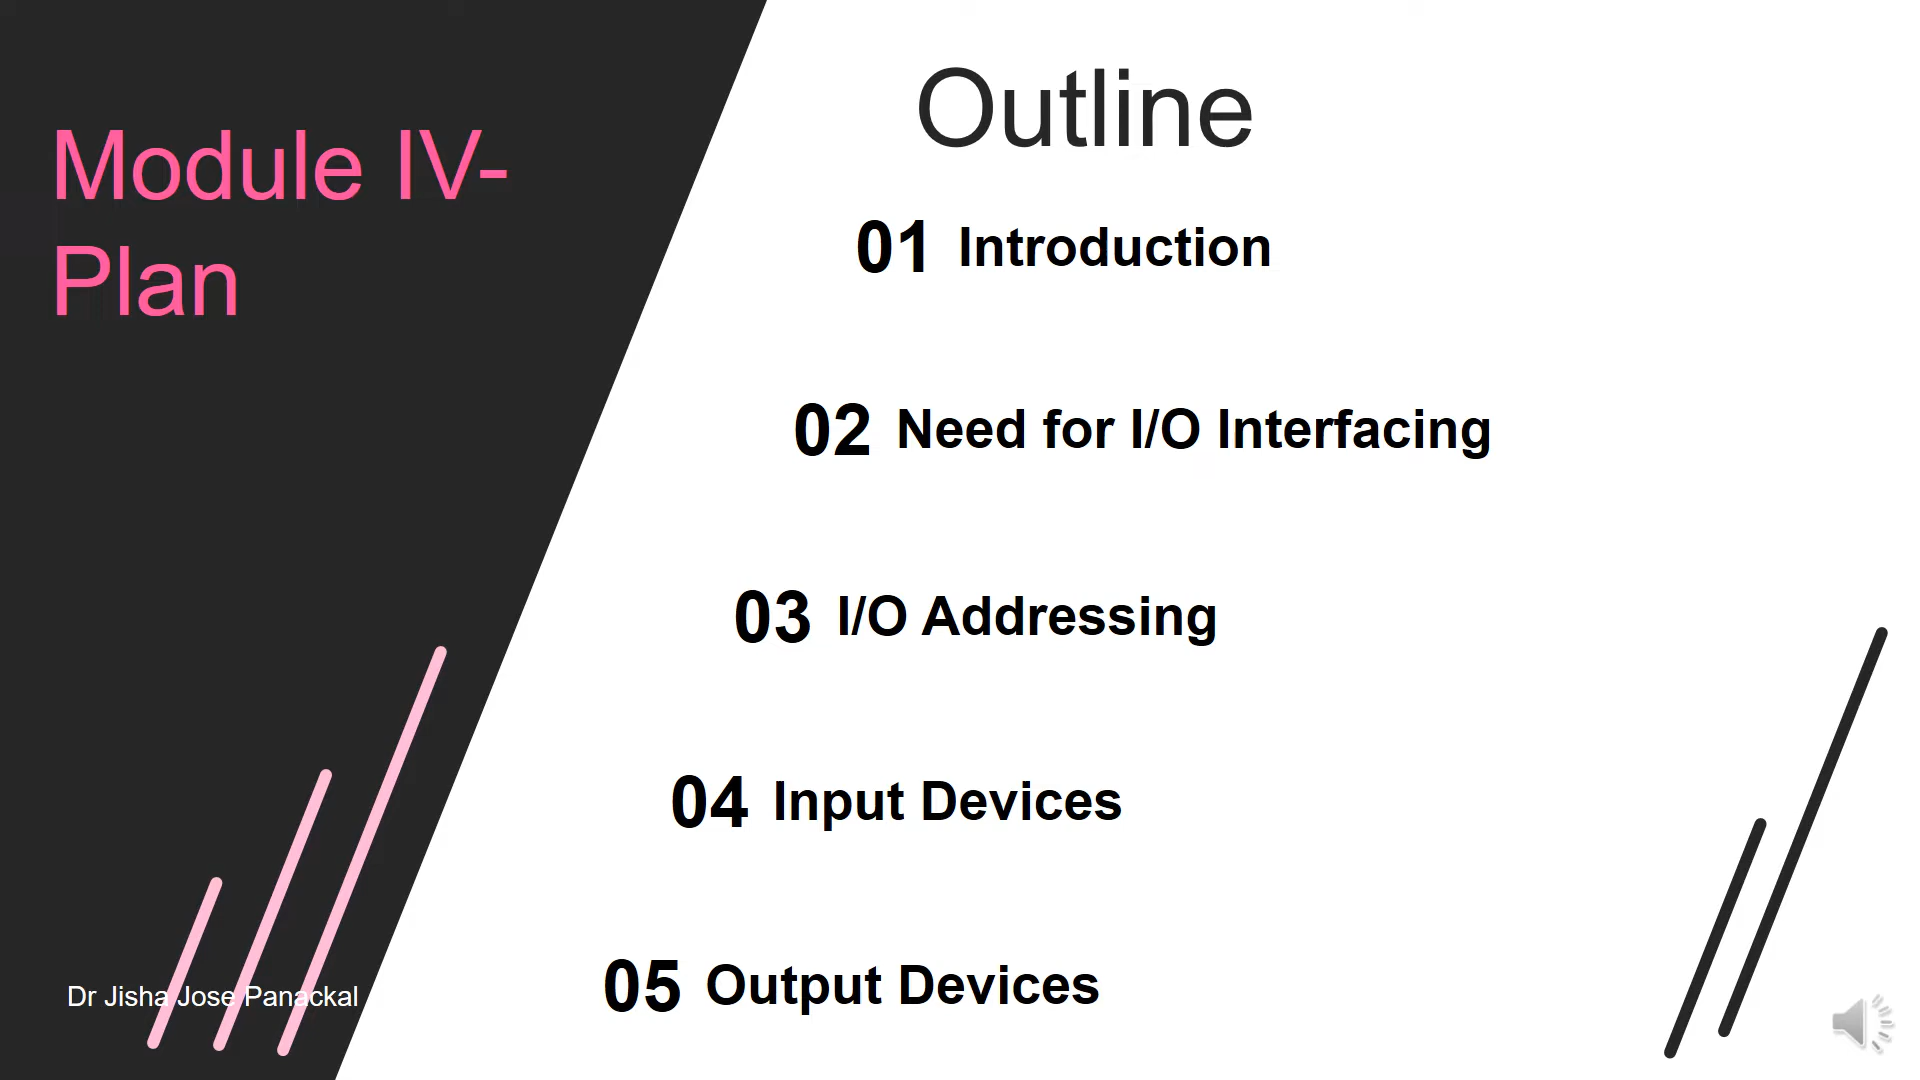 Module IV-
Plan
Outline
01 Introduction
02 Need for I/O Interfacing
03 I/O Addressing
04 Input Devices
05 Output Devices
Dr Jisha Jose Panackal